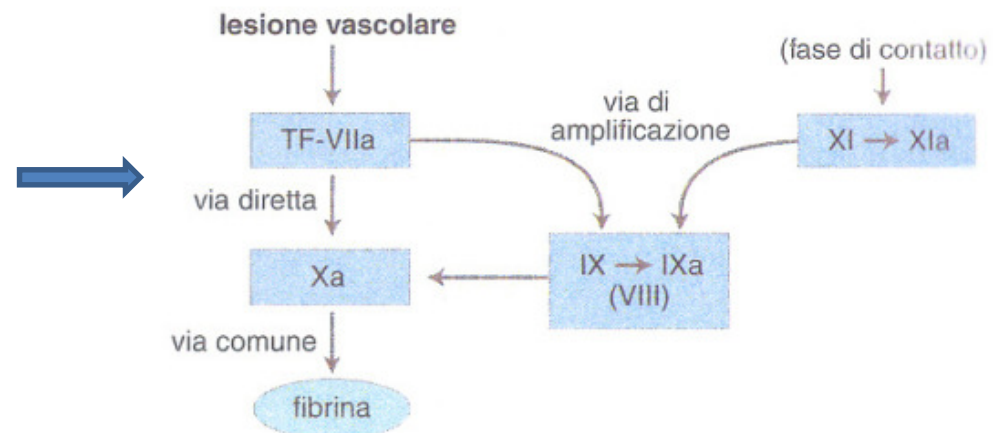 lesione vascolare
(fase di contatto)
via di
amplificazione
TF-VIIa
XI → XIa
via diretta
Xa
IX → IXa
(VIII)
via comune
fibrina